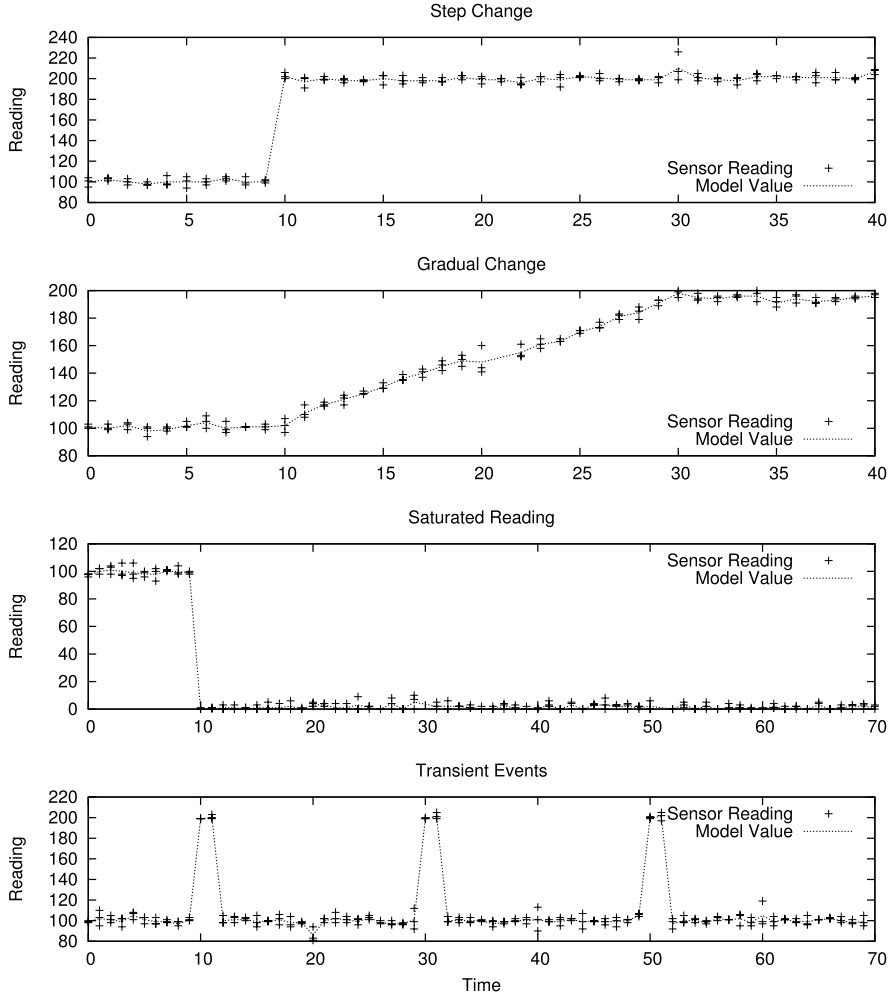 Step Change
240
220
200
180
160
140
120
100
80
Reading
Sensor Reading
Model Value
0 5 10 15 20 25 30 35 40
Gradual Change
200
180
160
140
120
100
80
Reading
Sensor Reading
Model Value
0 5 10 15 20 25 30 35 40
Saturated Reading
120
100
80
60
40
20
0
Reading
Sensor Reading
Model Value
0 10 20 30 40 50 60 70
Transient Events
220
200
180
160
140
120
100
80
Reading
Sensor Reading
Model Value
0 10 20 30 40 50 60 70
Time